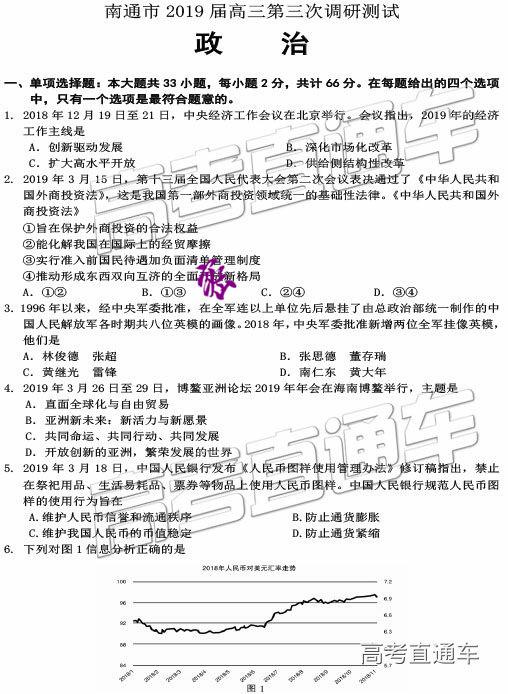 南通市 2019 届高三第三次调研测试
政 治
一、单项选择题：本大题共 33 小题，每小题 2 分，共计 66 分。在每题给出的四个选项
中，只有一个选项是最符合题意的。
1. 2018 年 12 月 19 日至 21 日，中央经济工作会议在北京举行。会议指出，2019 年的经济
工作主线是
A. 创新驱动发展 B. 深化市场化改革
C. 扩大高水平开放 D. 供给侧结构性改革
2. 2019 年 3 月 15 日，第十三届全国人民代表大会第二次会议表决通过了《中华人民共和
国外商投资法》，这是我国第一部外商投资领域统一的基础性法律。《中华人民共和国外
商投资法》
①旨在保护外商投资的合法权益
②能化解我国在国际上的经贸摩擦
③实行准入前国民待遇加负面清单管理制度
④推动形成东西双向互济的全面开放新格局
A. ①② B. ①③ C. ②④ D. ③④
3. 1996 年以来，经中央军委批准，在全军连以上单位先后悬挂了由总政治部统一制作的中
国人民解放军各时期共八位英模的画像。2018 年，中央军委批准新增两位全军挂像英模，
他们是
A. 林俊德 张超 B. 张思德 董存瑞
C. 黄继光 雷锋 D. 南仁东 黄大年
4. 2019 年 3 月 26 日至 29 日，博鳌亚洲论坛 2019 年年会在海南博鳌举行，主题是
A. 直面全球化与自由贸易
B. 亚洲新未来：新活力与新愿景
C. 共同命运、共同行动、共同发展
D. 开放创新的亚洲，繁荣发展的世界
5. 2019 年 3 月 18 日，中国人民银行发布《人民币图样使用管理办法》修订稿指出，禁止
在祭祀用品、生活易耗品、票券等物品上使用人民币图样。中国人民银行规范人民币图
样的使用行为旨在
A. 维护人民币信誉和流通秩序 B. 防止通货膨胀
C. 维护我国人民币的币值稳定 D. 防止通货紧缩
6. 下列对图 1 信息分析正确的是
2018年人民币对美元汇率走势
100 7.2
96 6.9
92 6.6
88 6.3
84 5.7
2018/1 2018/2 2018/3 2018/4 2018/5 2018/6 2018/7 2018/8 2018/9 2018/10 2018/11
图 1
高考直通车
高考直通车
高考直通车